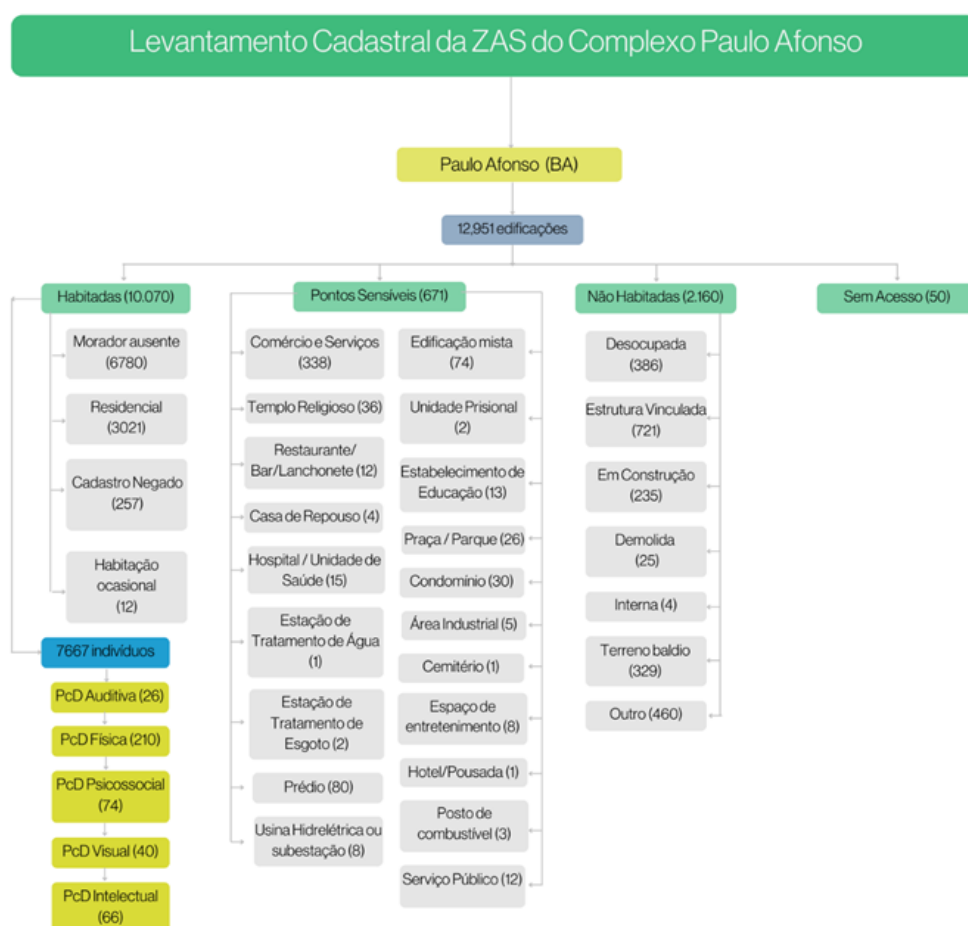 Levantamento Cadastral da ZAS do Complexo Paulo Afonso
Paulo Afonso (BA)
12,951 edificações
Habitadas (10.070)
Morador ausente
(6780)
Residencial
(3021)
Cadastro Negado
(257)
Habitação
ocasional
(12)
7667 indivíduos
PcD Auditiva (26)
PcD Física (210)
PcD Psicossocial
(74)
PcD Visual (40)
PcD Intelectual
(66)
Pontos Sensíveis (671)
Comércio e Serviços
(338)
Templo Religioso (36)
Restaurante/
Bar/Lanchonete (12)
Casa de Repouso (4)
Hospital / Unidade de
Saúde (15)
Estação de
Tratamento de Água
(1)
Estação de
Tratamento de
Esgoto (2)
Prédio (80)
Usina Hidrelétrica ou
subestação (8)
Edificação mista
(74)
Unidade Prisional
(2)
Estabelecimento de
Educação (13)
Praça / Parque (26)
Condomínio (30)
Área Industrial (5)
Cemitério (1)
Espaço de
entretenimento (8)
Hotel/Pousada (1)
Posto de
combustível (3)
Serviço Público (12)
Não Habitadas (2.160)
Desocupada
(386)
Estrutura Vinculada
(721)
Em Construção
(235)
Demolida
(25)
Interna (4)
Terreno baldio
(329)
Outro (460)
Sem Acesso (50)